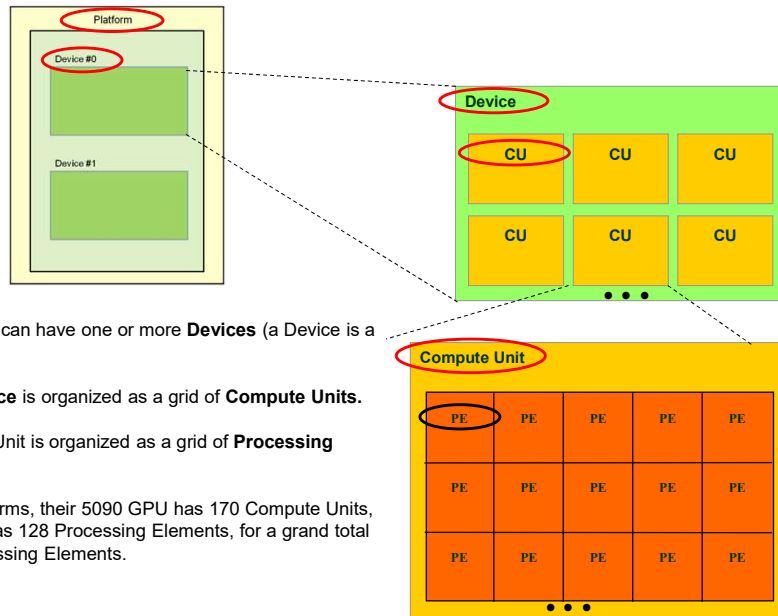 Platform
Device #0
Device #1
Device
CU CU CU
CU CU CU
• • •
can have one or more Devices (a Device is a
ce is organized as a grid of Compute Units.
Unit is organized as a grid of Processing
rms, their 5090 GPU has 170 Compute Units,
as 128 Processing Elements, for a grand total
ssing Elements.
Compute Unit
PE PE PE PE PE
PE PE PE PE PE
PE PE PE PE PE
• • •